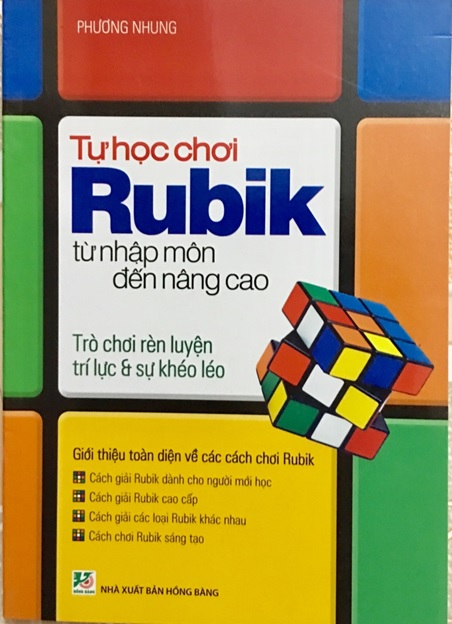 PHƯƠNG NHUNG
Tự học chơi
Rubik
từ nhập môn
đến nâng cao
Trò chơi rèn luyện
trí lực & sự khéo léo
Giới thiệu toàn diện về các cách chơi Rubik
Cách giải Rubik dành cho người mới học
Cách giải Rubik cao cấp
Cách giải các loại Rubik khác nhau
Cách chơi Rubik sáng tạo
HỒNG BÀNG
NHÀ XUẤT BẢN HỒNG BÀNG